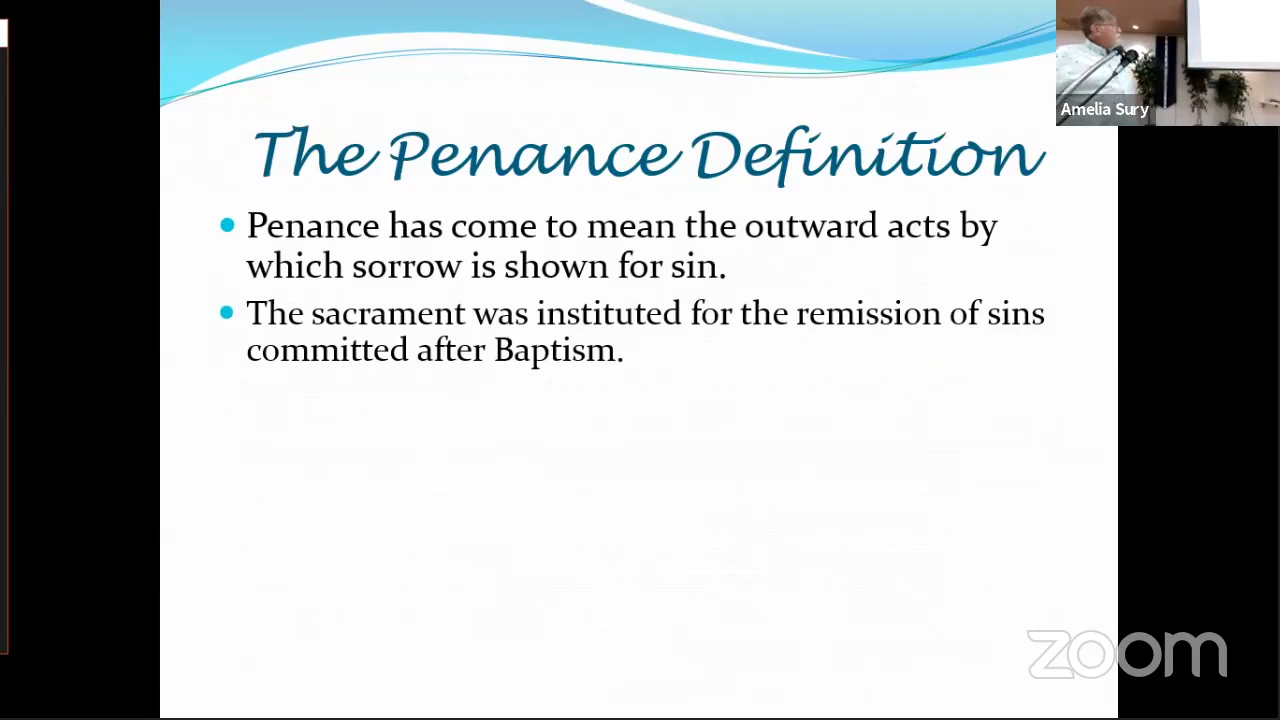 Amelia Sury
The Penance Definition
Penance has come to mean the outward acts by
which sorrow is shown for sin.
The sacrament was instituted for the remission of sins
committed after Baptism.
zoom